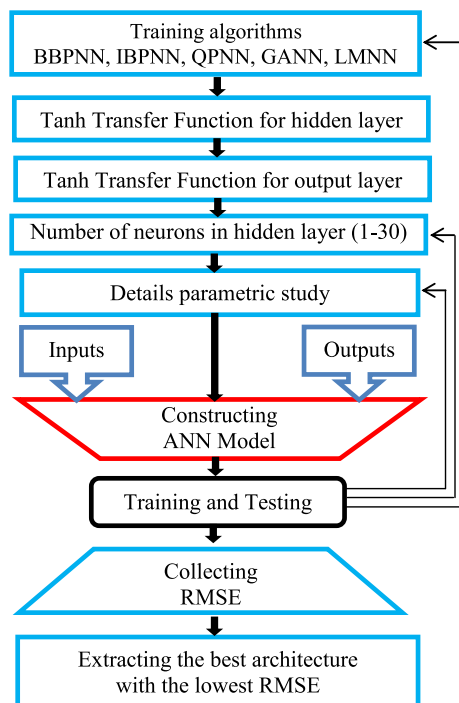 Training algorithms
BBPNN, IBPNN, QPNN, GANN, LMNN
Tanh Transfer Function for hidden layer
Tanh Transfer Function for output layer
Number of neurons in hidden layer (1-30)
Details parametric study
Inputs
Outputs
Constructing
ANN Model
Training and Testing
Collecting
RMSE
Extracting the best architecture
with the lowest RMSE